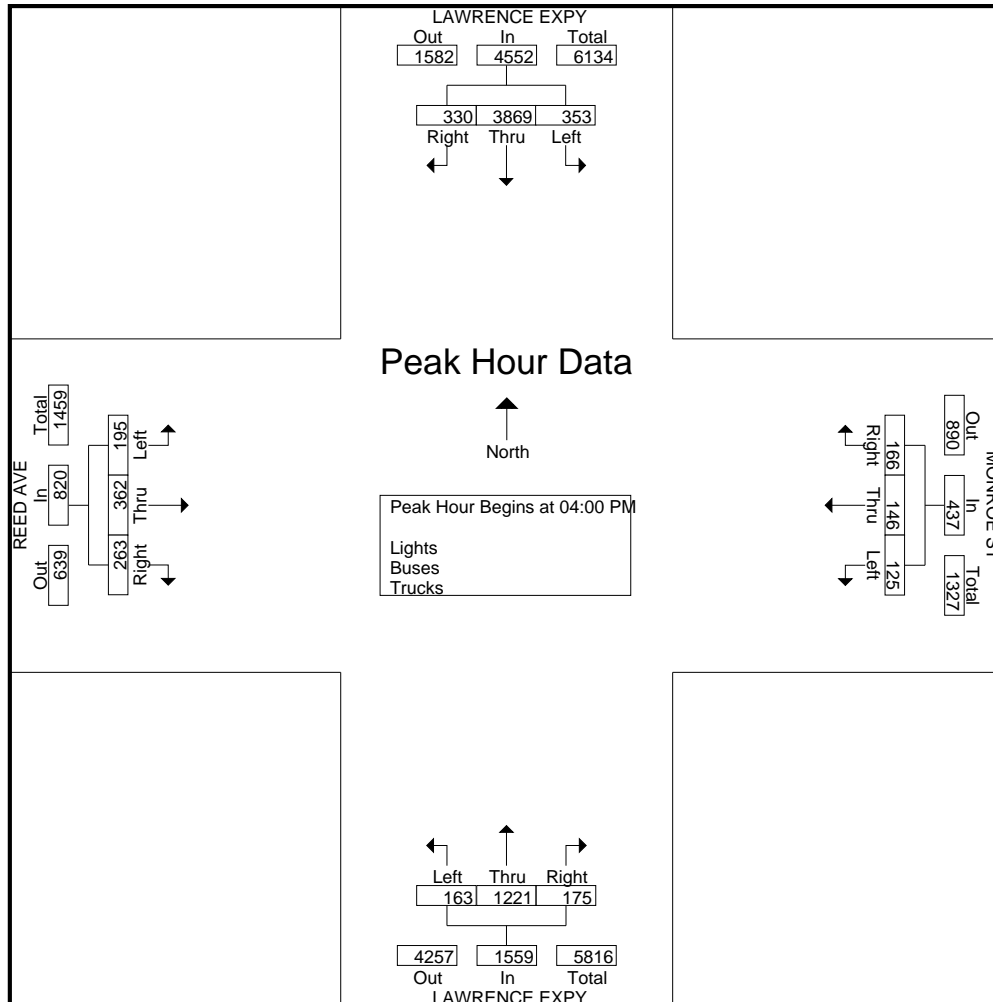 LAWRENCE EXPY
Out In Total
1582 4552 6134
330 3869 353
Right Thru Left
Peak Hour Data
North
Peak Hour Begins at 04:00 PM
Lights
Buses
Trucks
REED AVE
Out In Total
639 820 1459
Right Thru Left
263 362 195
MONROE ST
Out In Total
890 437 1327
Right Thru Left
166 146 125
Left Thru Right
163 1221 175
4257 1559 5816
Out In Total
LAWRENCE EXPY